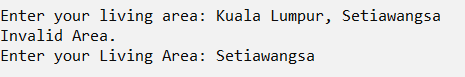 Enter your living area: Kuala Lumpur, Setiawangsa
Invalid Area.
Enter your Living Area: Setiawangsa